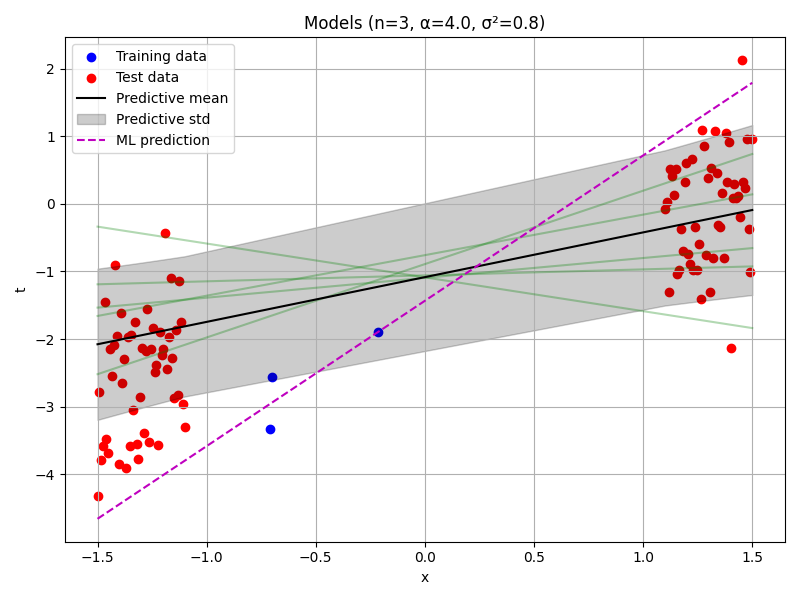 Models (n=3, α=4.0, σ²=0.8)
Training data
Test data
Predictive mean
Predictive std
ML prediction
t
2
1
0
−1
−2
−3
−4
−1.5
−1.0
−0.5
0.0
0.5
1.0
1.5
x